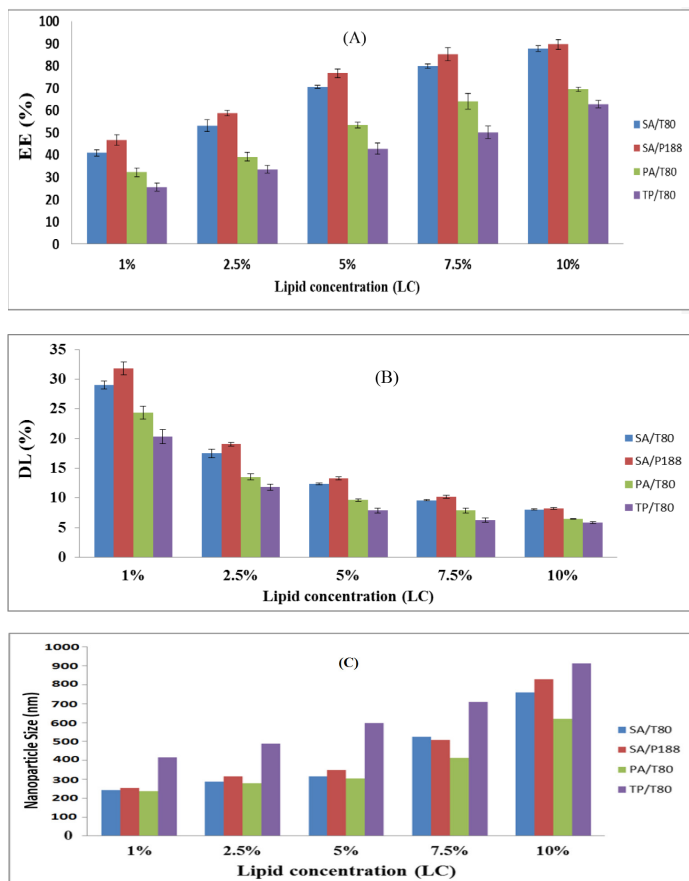 (A)
EE (%)
100
90
80
70
60
50
40
30
20
10
0
1% 2.5% 5% 7.5% 10%
Lipid concentration (LC)
SA/T80
SA/P188
PA/T80
TP/T80
(B)
DL (%)
35
30
25
20
15
10
5
0
1% 2.5% 5% 7.5% 10%
Lipid concentration (LC)
SA/T80
SA/P188
PA/T80
TP/T80
(C)
Nanoparticle Size (nm)
1000
900
800
700
600
500
400
300
200
100
0
1% 2.5% 5% 7.5% 10%
Lipid concentration (LC)
SA/T80
SA/P188
PA/T80
TP/T80